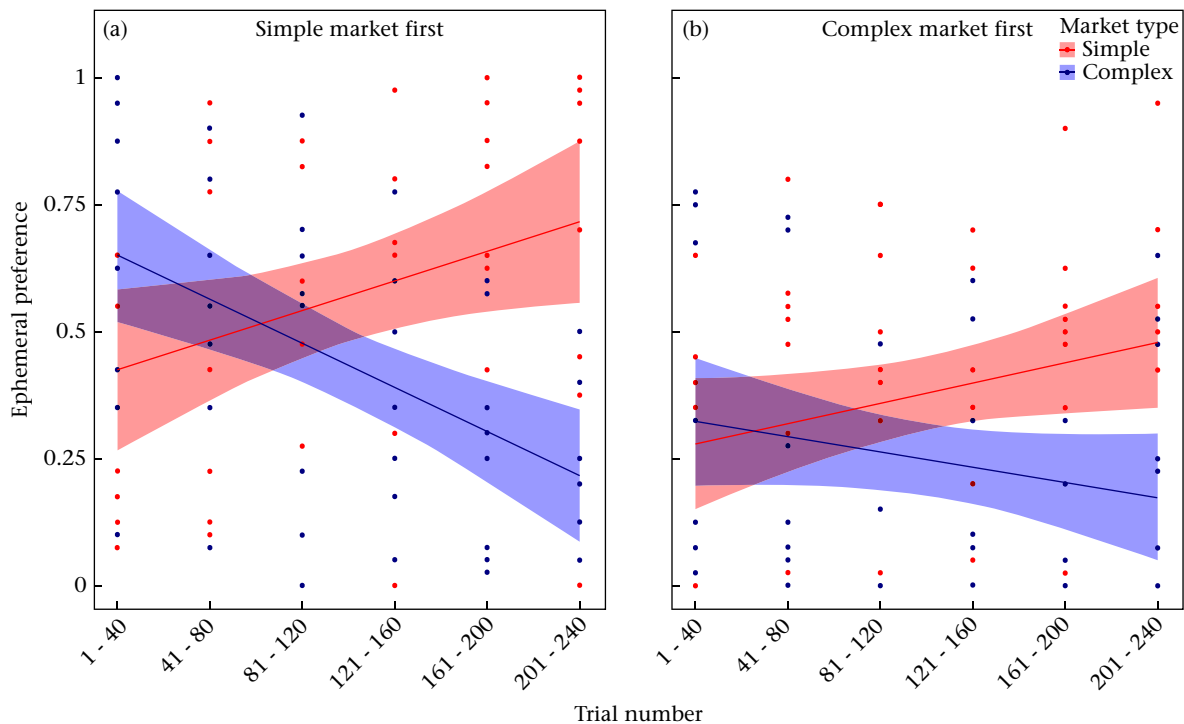 (a) Simple market first
(b) Complex market first
Market type
Simple
Complex
Ephemeral preference
1
0.75
0.5
0.25
0
1 - 40
41 - 80
81 - 120
121 - 160
161 - 200
201 - 240
1 - 40
41 - 80
81 - 120
121 - 160
161 - 200
201 - 240
Trial number